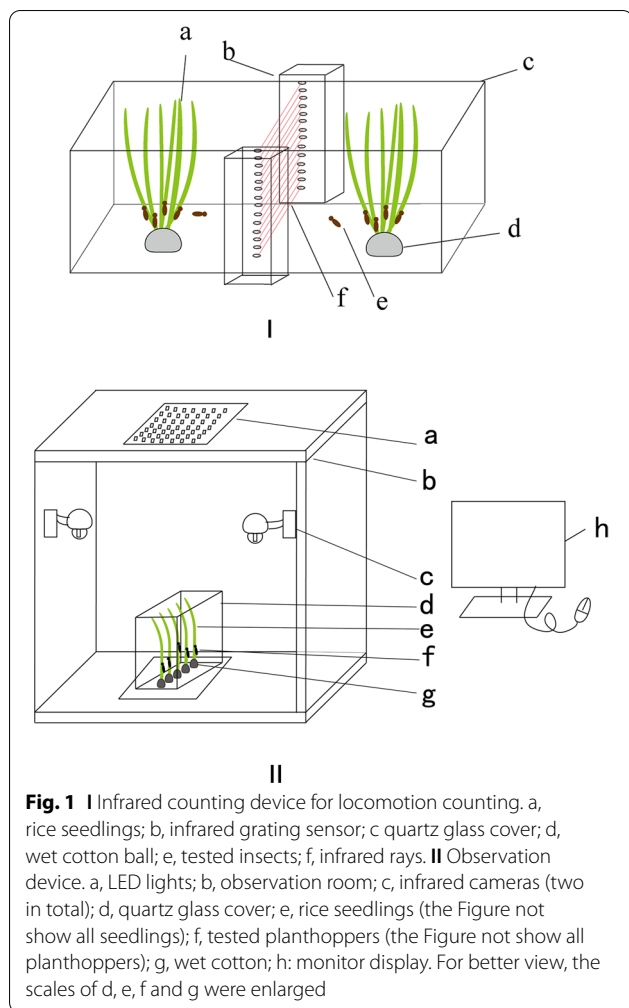 a
b
c
d
f
e
I
a
b
c
d
e
f
g
h
II
Fig. 1 I Infrared counting device for locomotion counting. a,
rice seedlings; b, infrared grating sensor; c quartz glass cover; d,
wet cotton ball; e, tested insects; f, infrared rays. II Observation
device. a, LED lights; b, observation room; c, infrared cameras (two
in total); d, quartz glass cover; e, rice seedlings (the Figure not
show all seedlings); f, tested planthoppers (the Figure not show all
planthoppers); g, wet cotton; h: monitor display. For better view, the
scales of d, e, f and g were enlarged